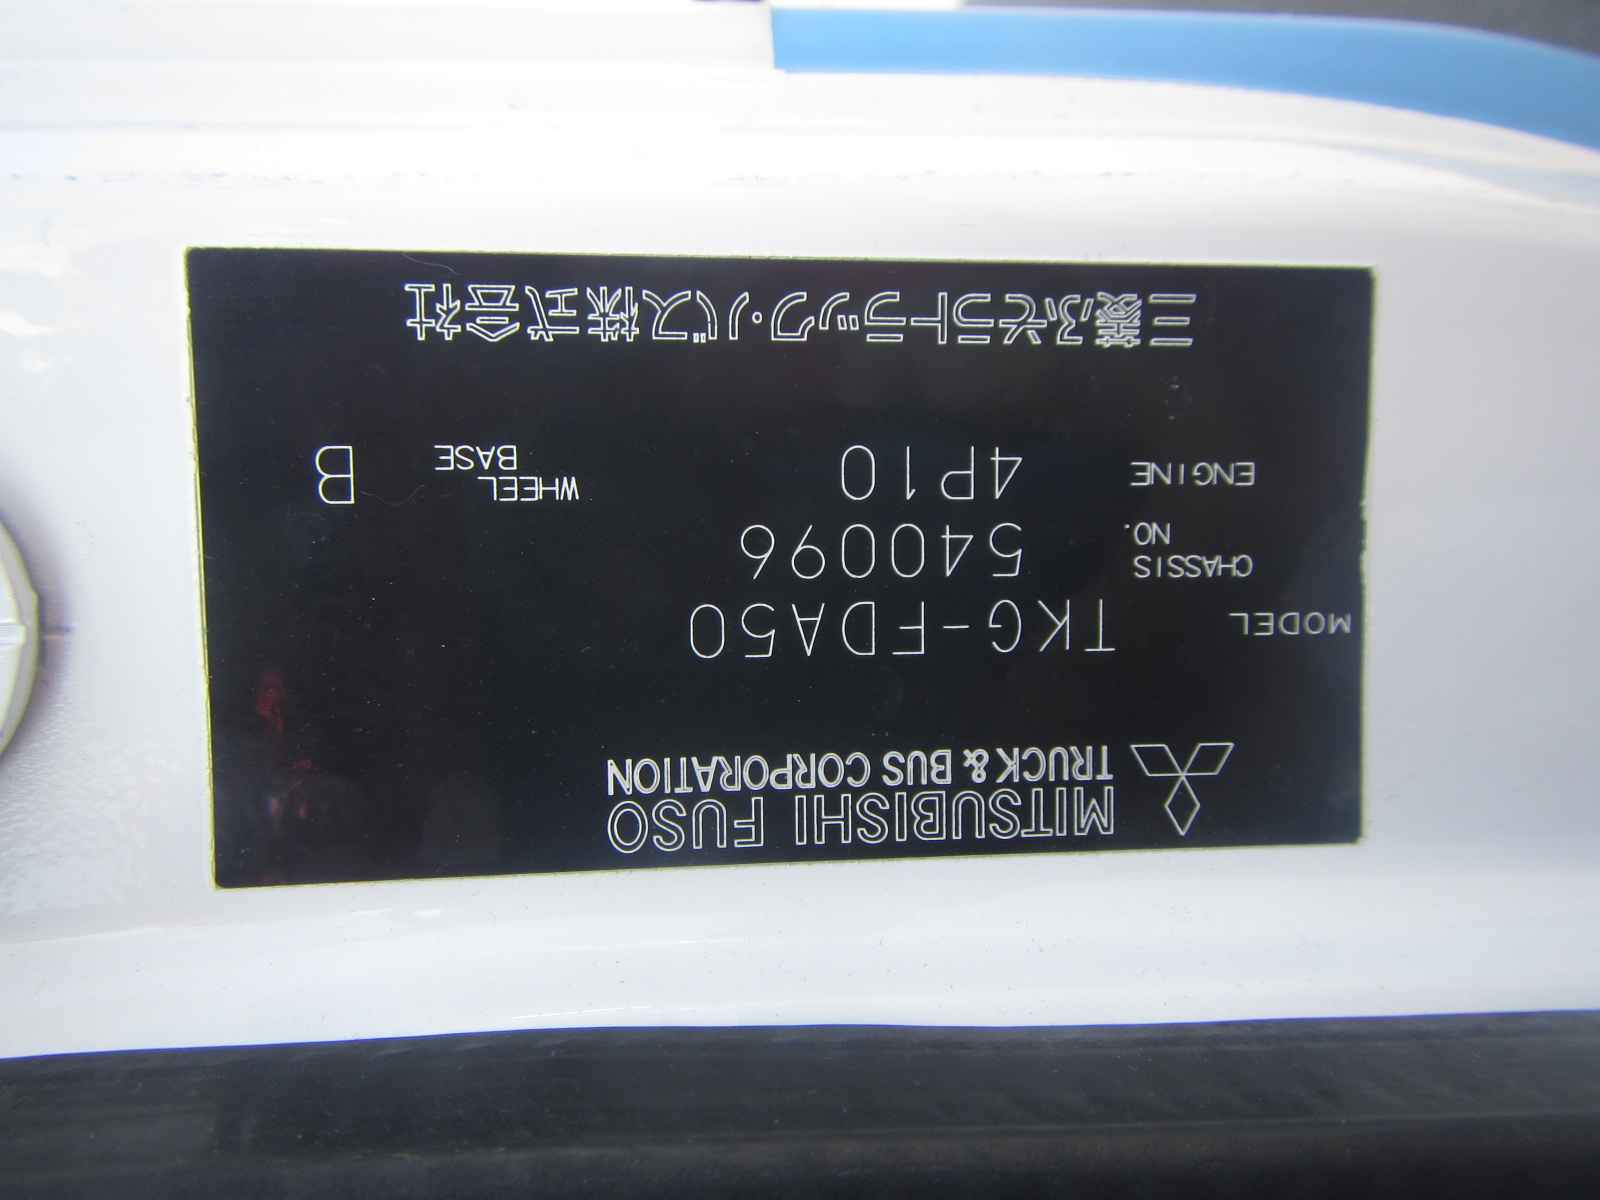 MITSUBISHI FUSO
TRUCK & BUS CORPORATION
MODEL TKG-FDA50
CHASSIS NO. 540096
ENGINE 4P10 WHEEL BASE B
三菱ふそうトラック・バス株式会社